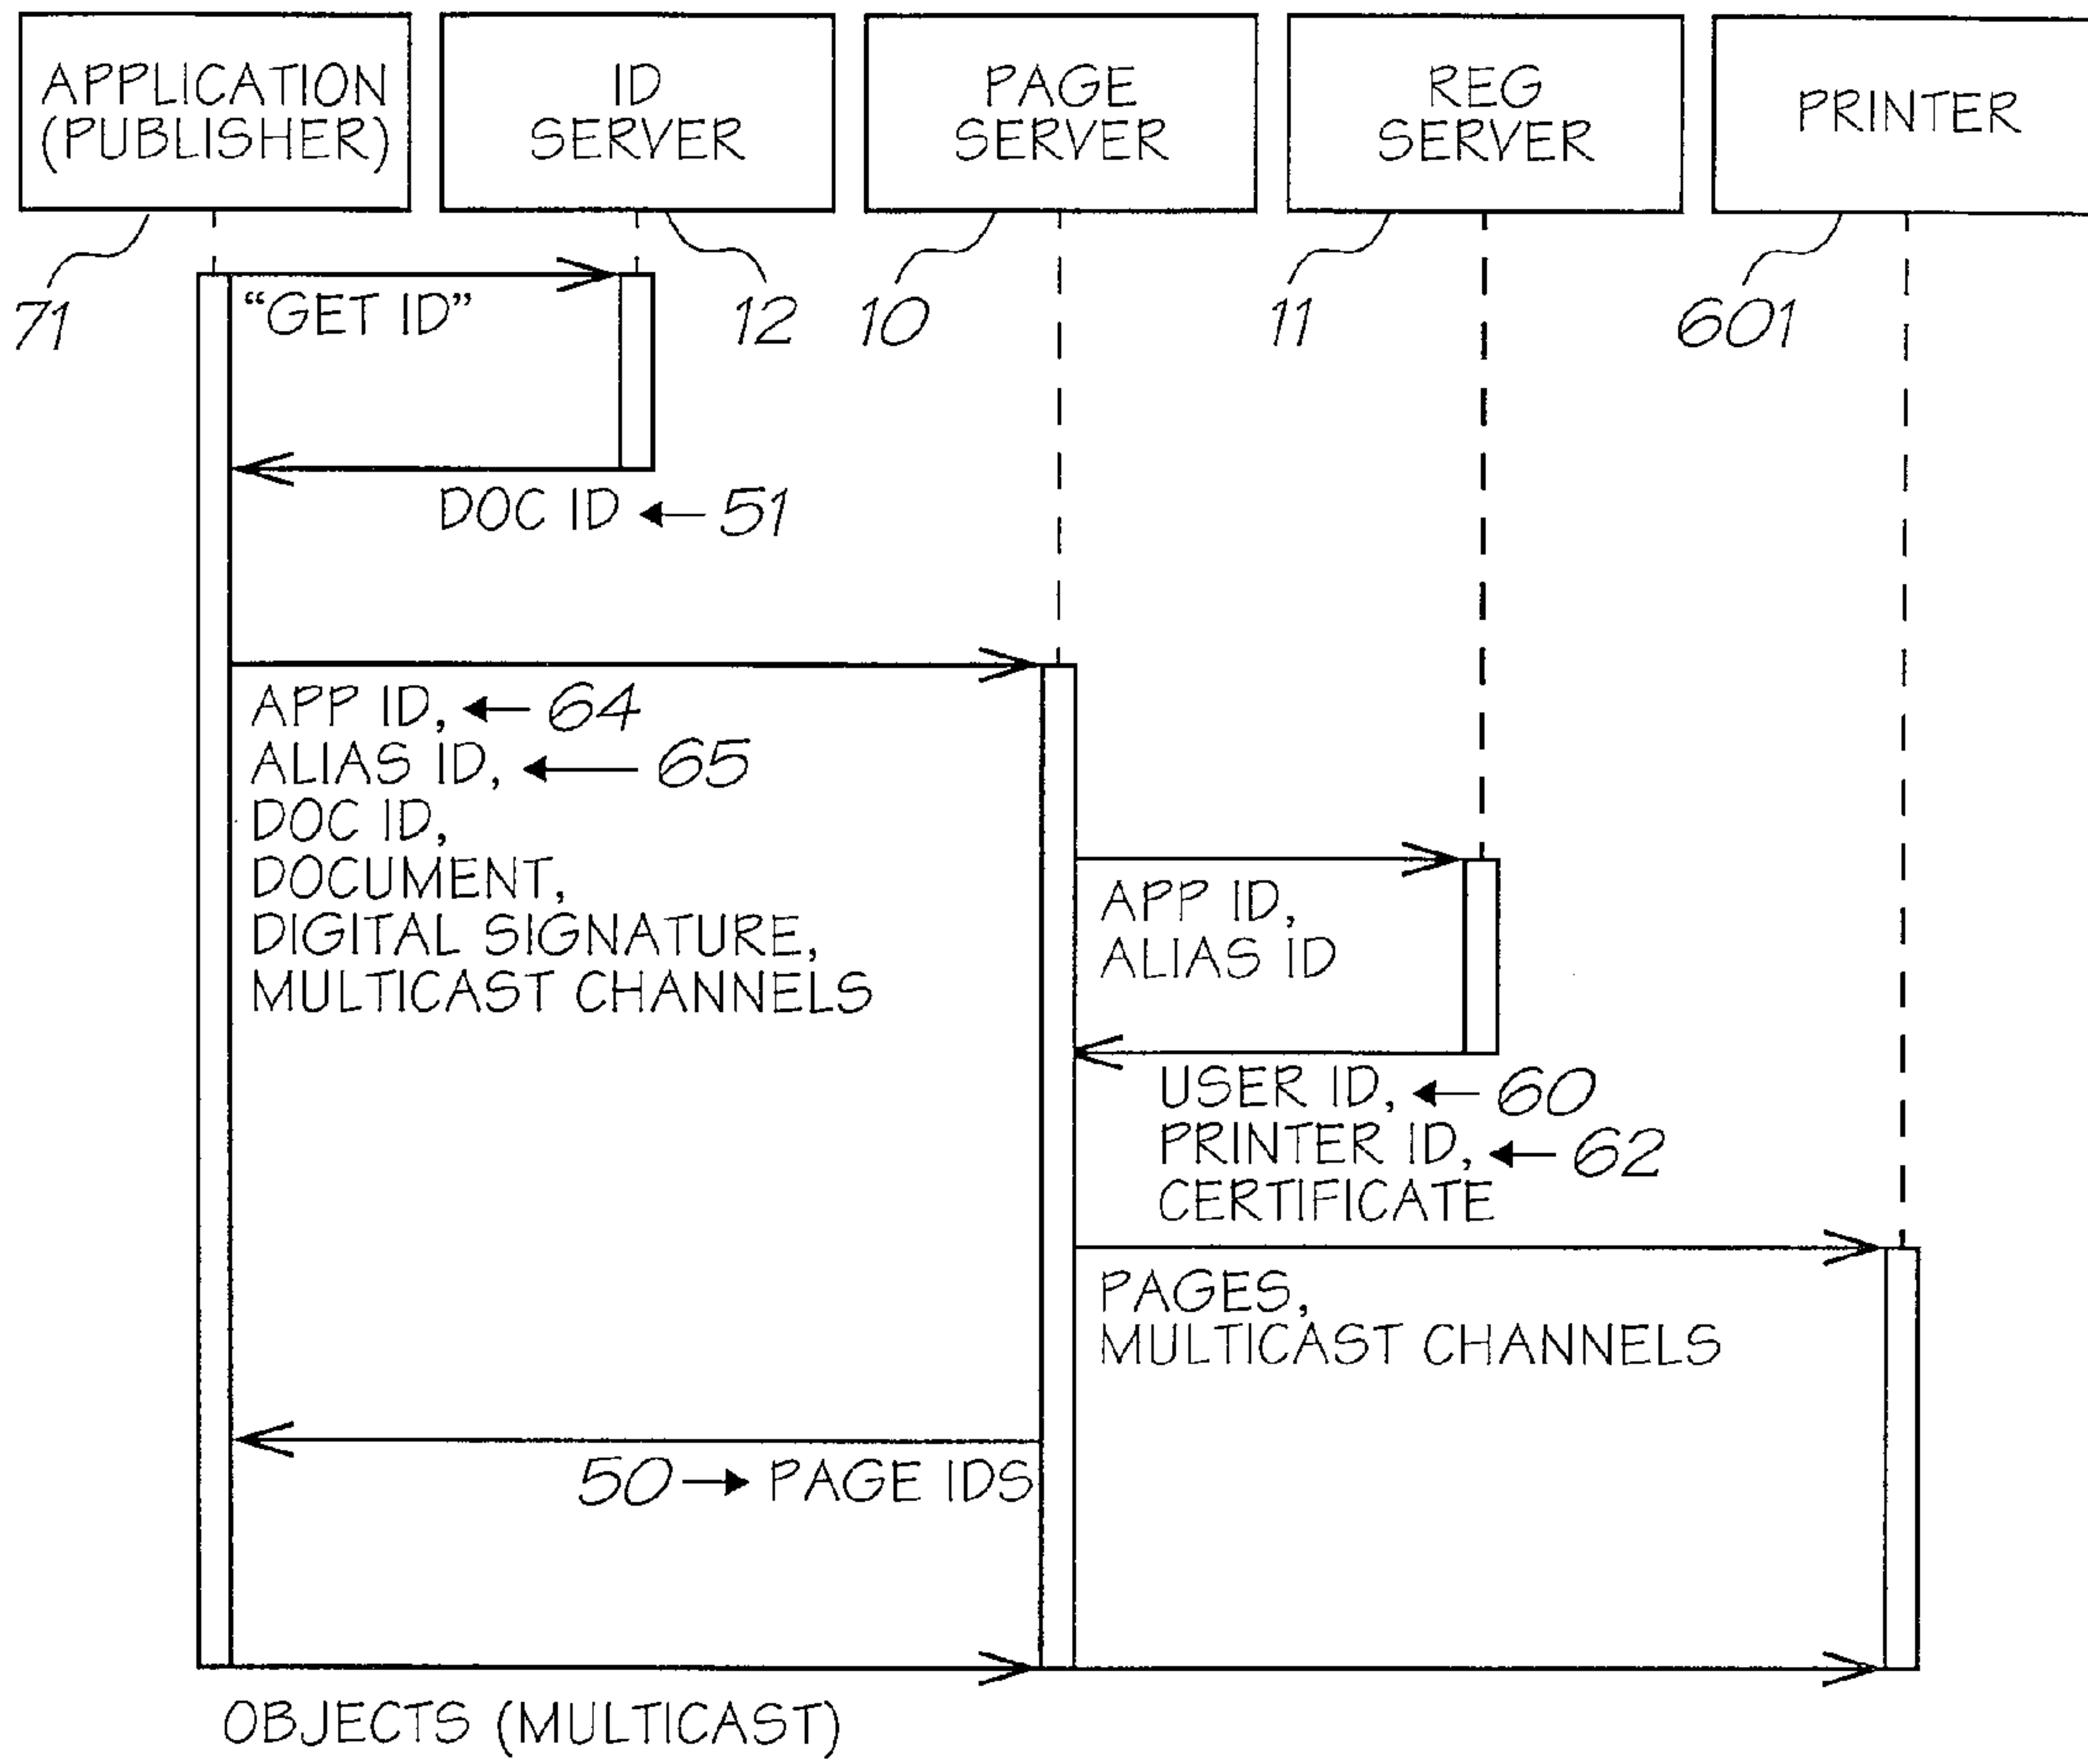 APPLICATION
(PUBLISHER)
ID
SERVER
PAGE
SERVER
REG
SERVER
PRINTER
71
12
10
11
601
“GET ID”
DOC ID 51
APP ID, 64
ALIAS ID, 65
DOC ID,
DOCUMENT,
DIGITAL SIGNATURE,
MULTICAST CHANNELS
APP ID,
ALIAS ID
USER ID, 60
PRINTER ID, 62
CERTIFICATE
PAGES,
MULTICAST CHANNELS
50 PAGE IDS
OBJECTS (MULTICAST)